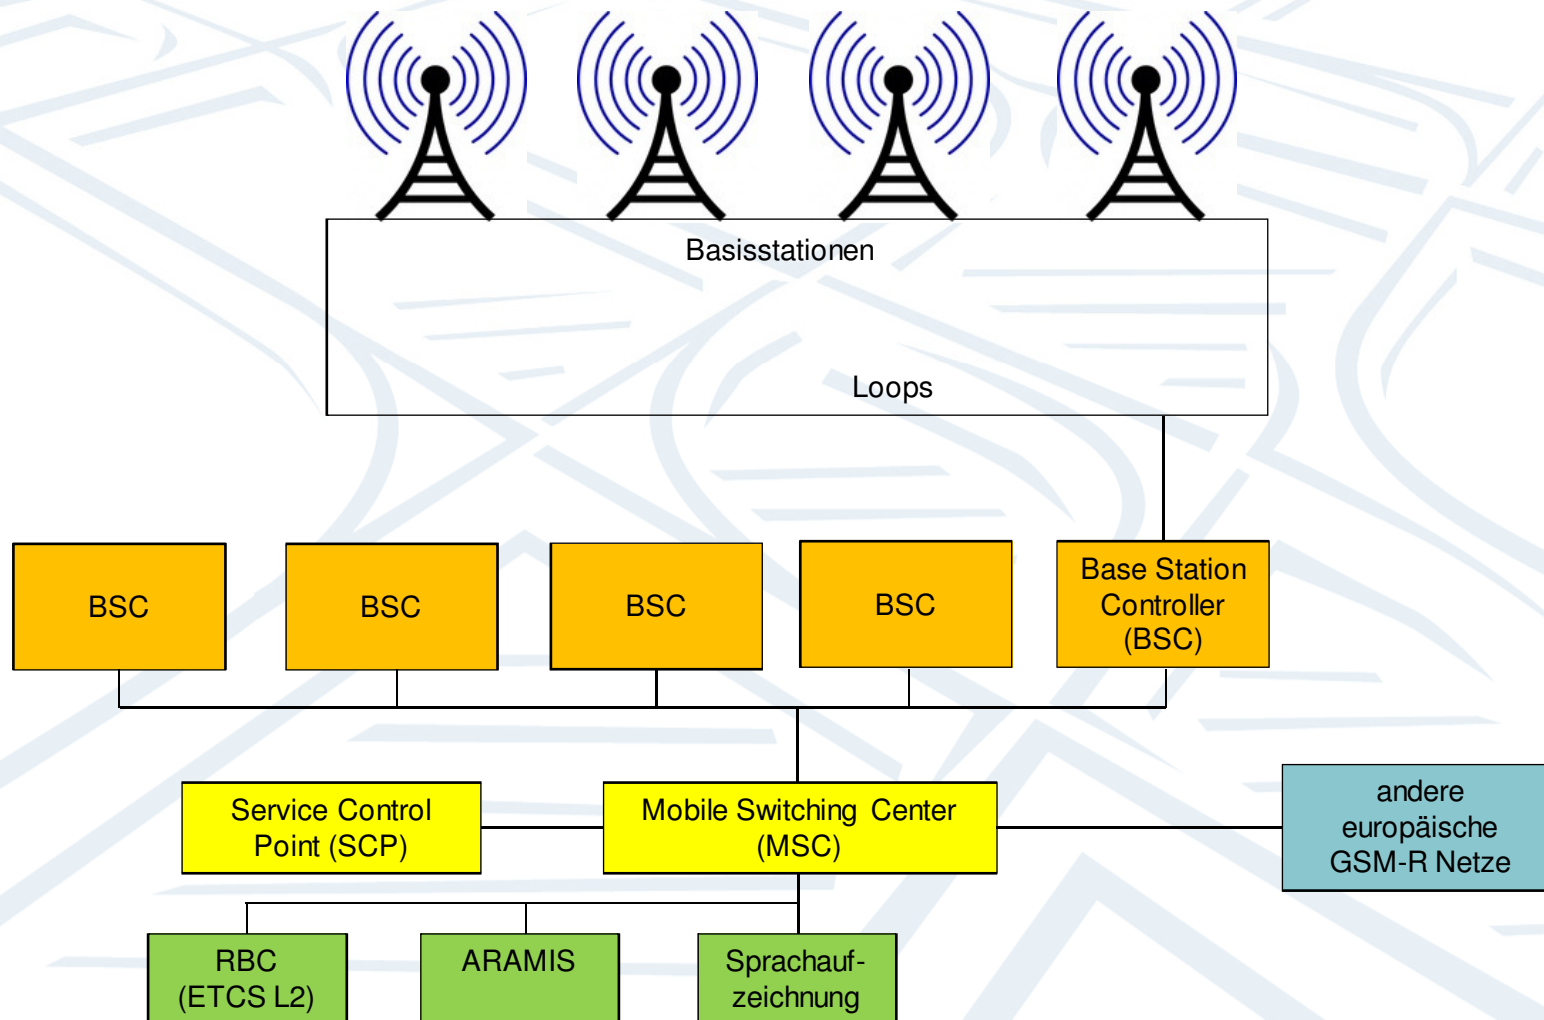 Basisstationen
Loops
BSC
BSC
BSC
BSC
Base Station
Controller
(BSC)
Service Control
Point (SCP)
Mobile Switching Center
(MSC)
andere
europäische
GSM-R Netze
RBC
(ETCS L2)
ARAMIS
Sprachauf-
zeichnung